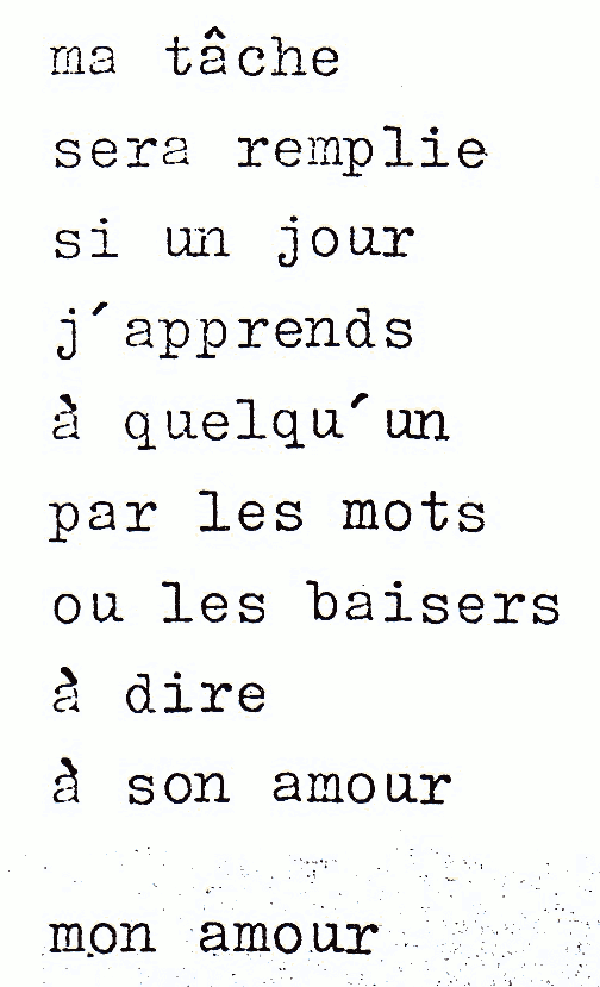 ma tâche
sera remplie
si un jour
j'apprends
à quelqu'un
par les mots
ou les baisers
à dire
à son amour
mon amour